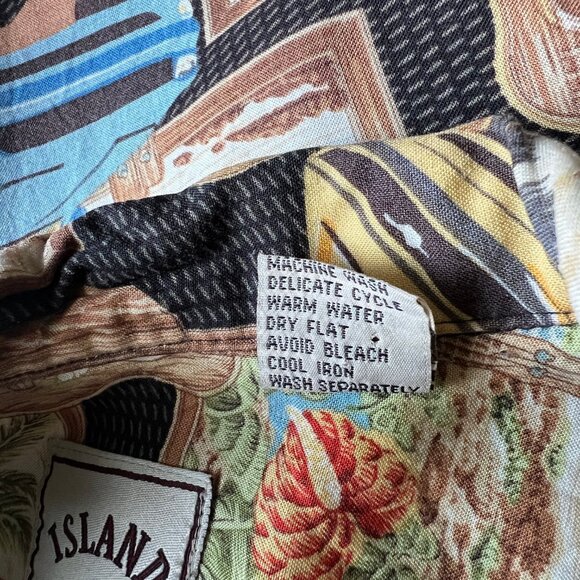 MACHINE WASH
DELICATE CYCLE
WARM WATER
DRY FLAT
AVOID BLEACH
COOL IRON
WASH SEPARATELY
ISLAND